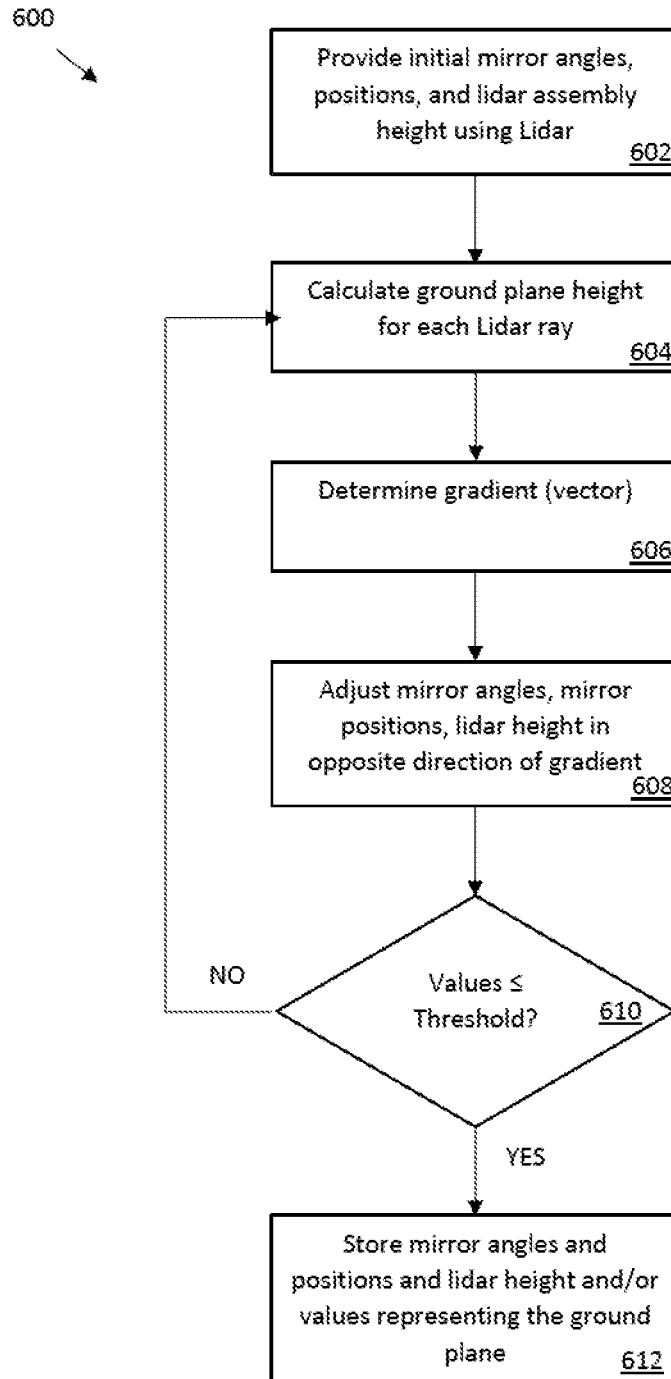 600
Provide initial mirror angles,
positions, and lidar assembly
height using Lidar
602
Calculate ground plane height
for each Lidar ray
604
Determine gradient (vector)
606
Adjust mirror angles, mirror
positions, lidar height in
opposite direction of gradient
608
NO
Values ≤
Threshold?
610
YES
Store mirror angles and
positions and lidar height and/or
values representing the ground
plane
612